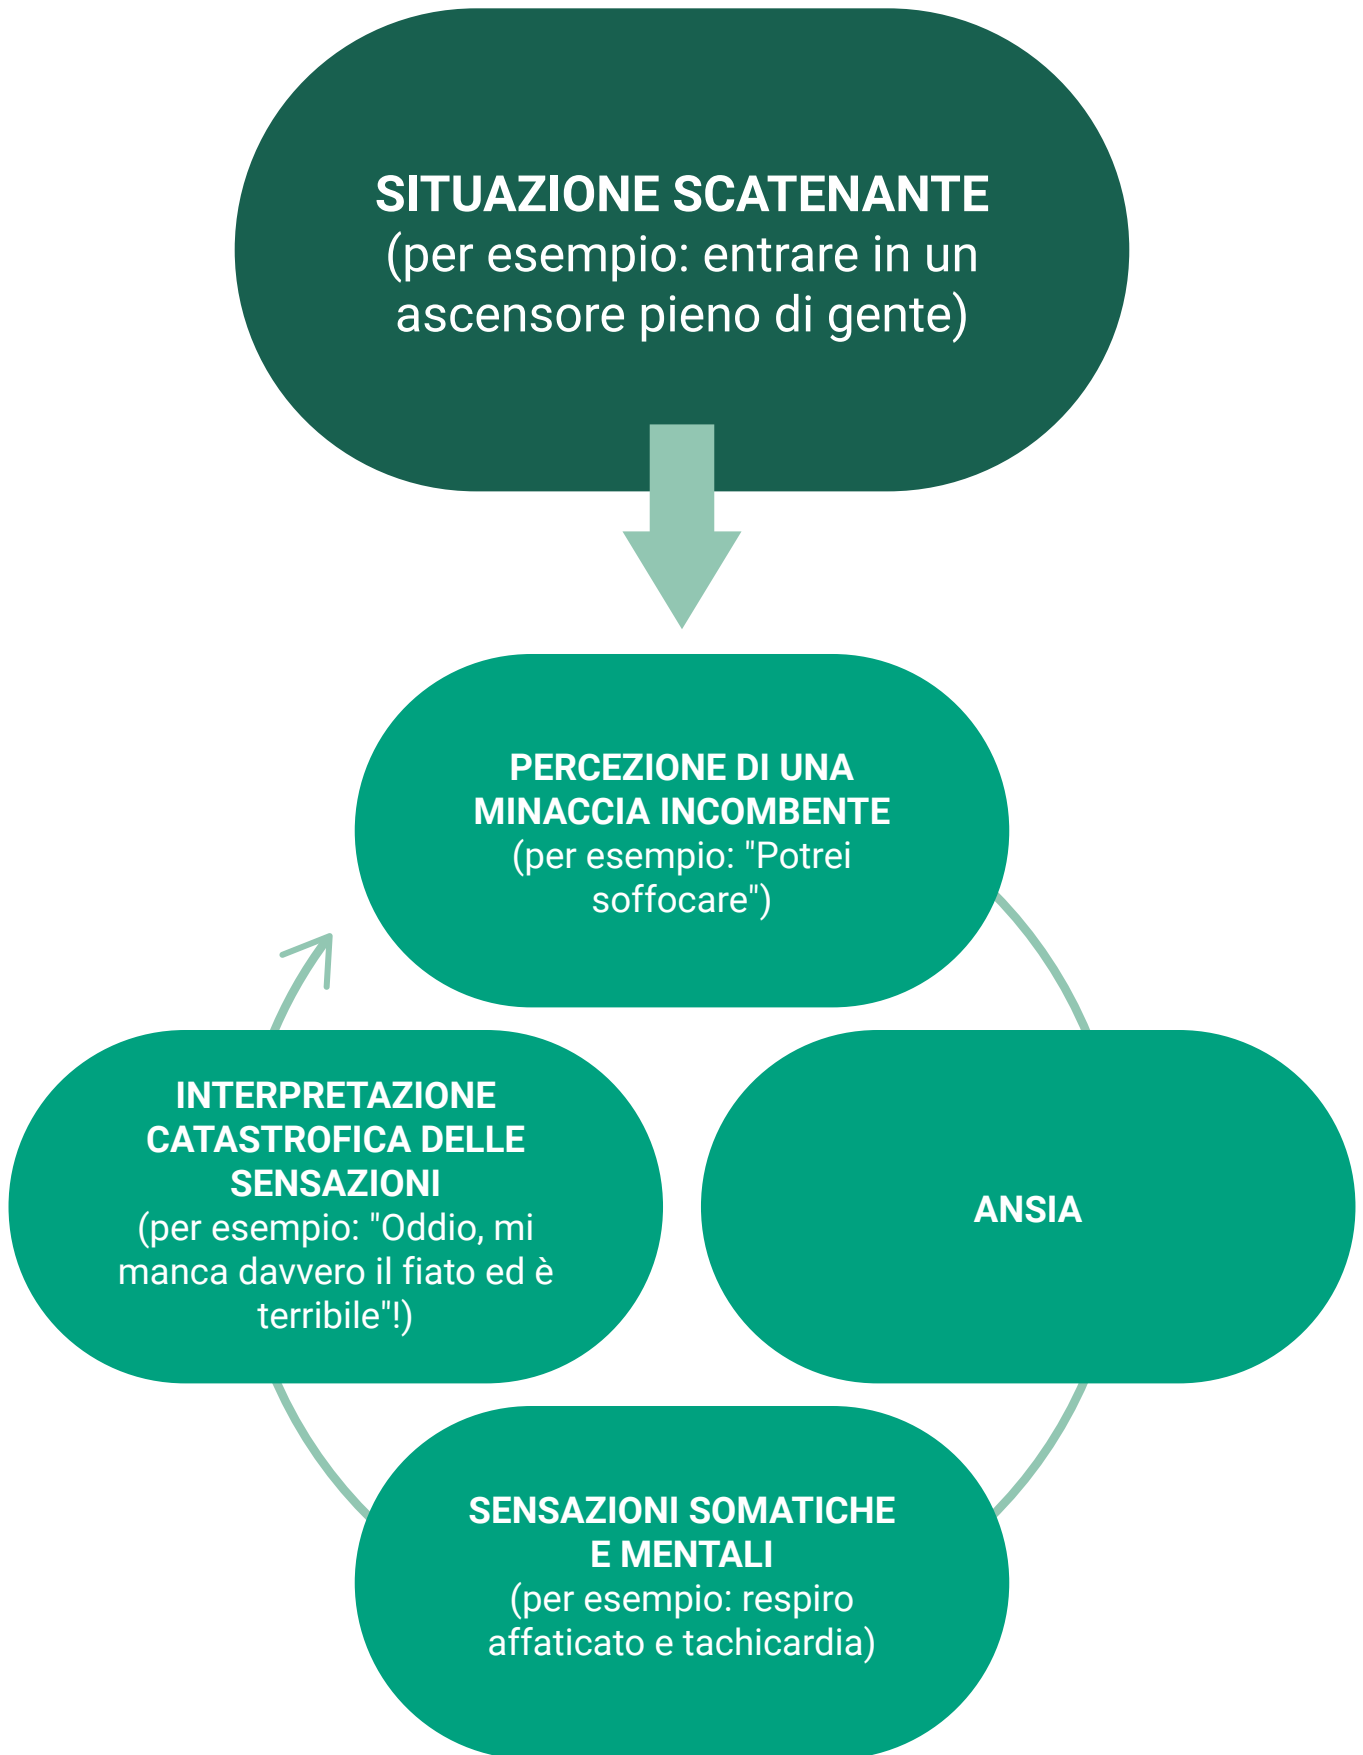 SITUAZIONE SCATENANTE
(per esempio: entrare in un
ascensore pieno di gente)
PERCEZIONE DI UNA
MINACCIA INCOMBENTE
(per esempio: "Potrei
soffocare")
INTERPRETAZIONE
CATASTROFICA DELLE
SENSAZIONI
(per esempio: "Oddio, mi
manca davvero il fiato ed è
terribile"!)
ANSIA
SENSAZIONI SOMATICHE
E MENTALI
(per esempio: respiro
affaticato e tachicardia)